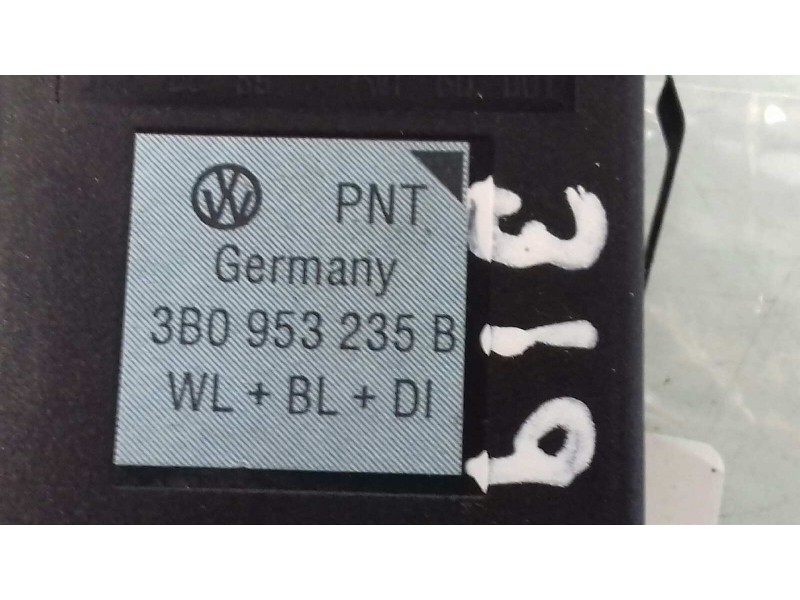 PNT
Germany
3B0 953 235 B
WL + BL + DI
319